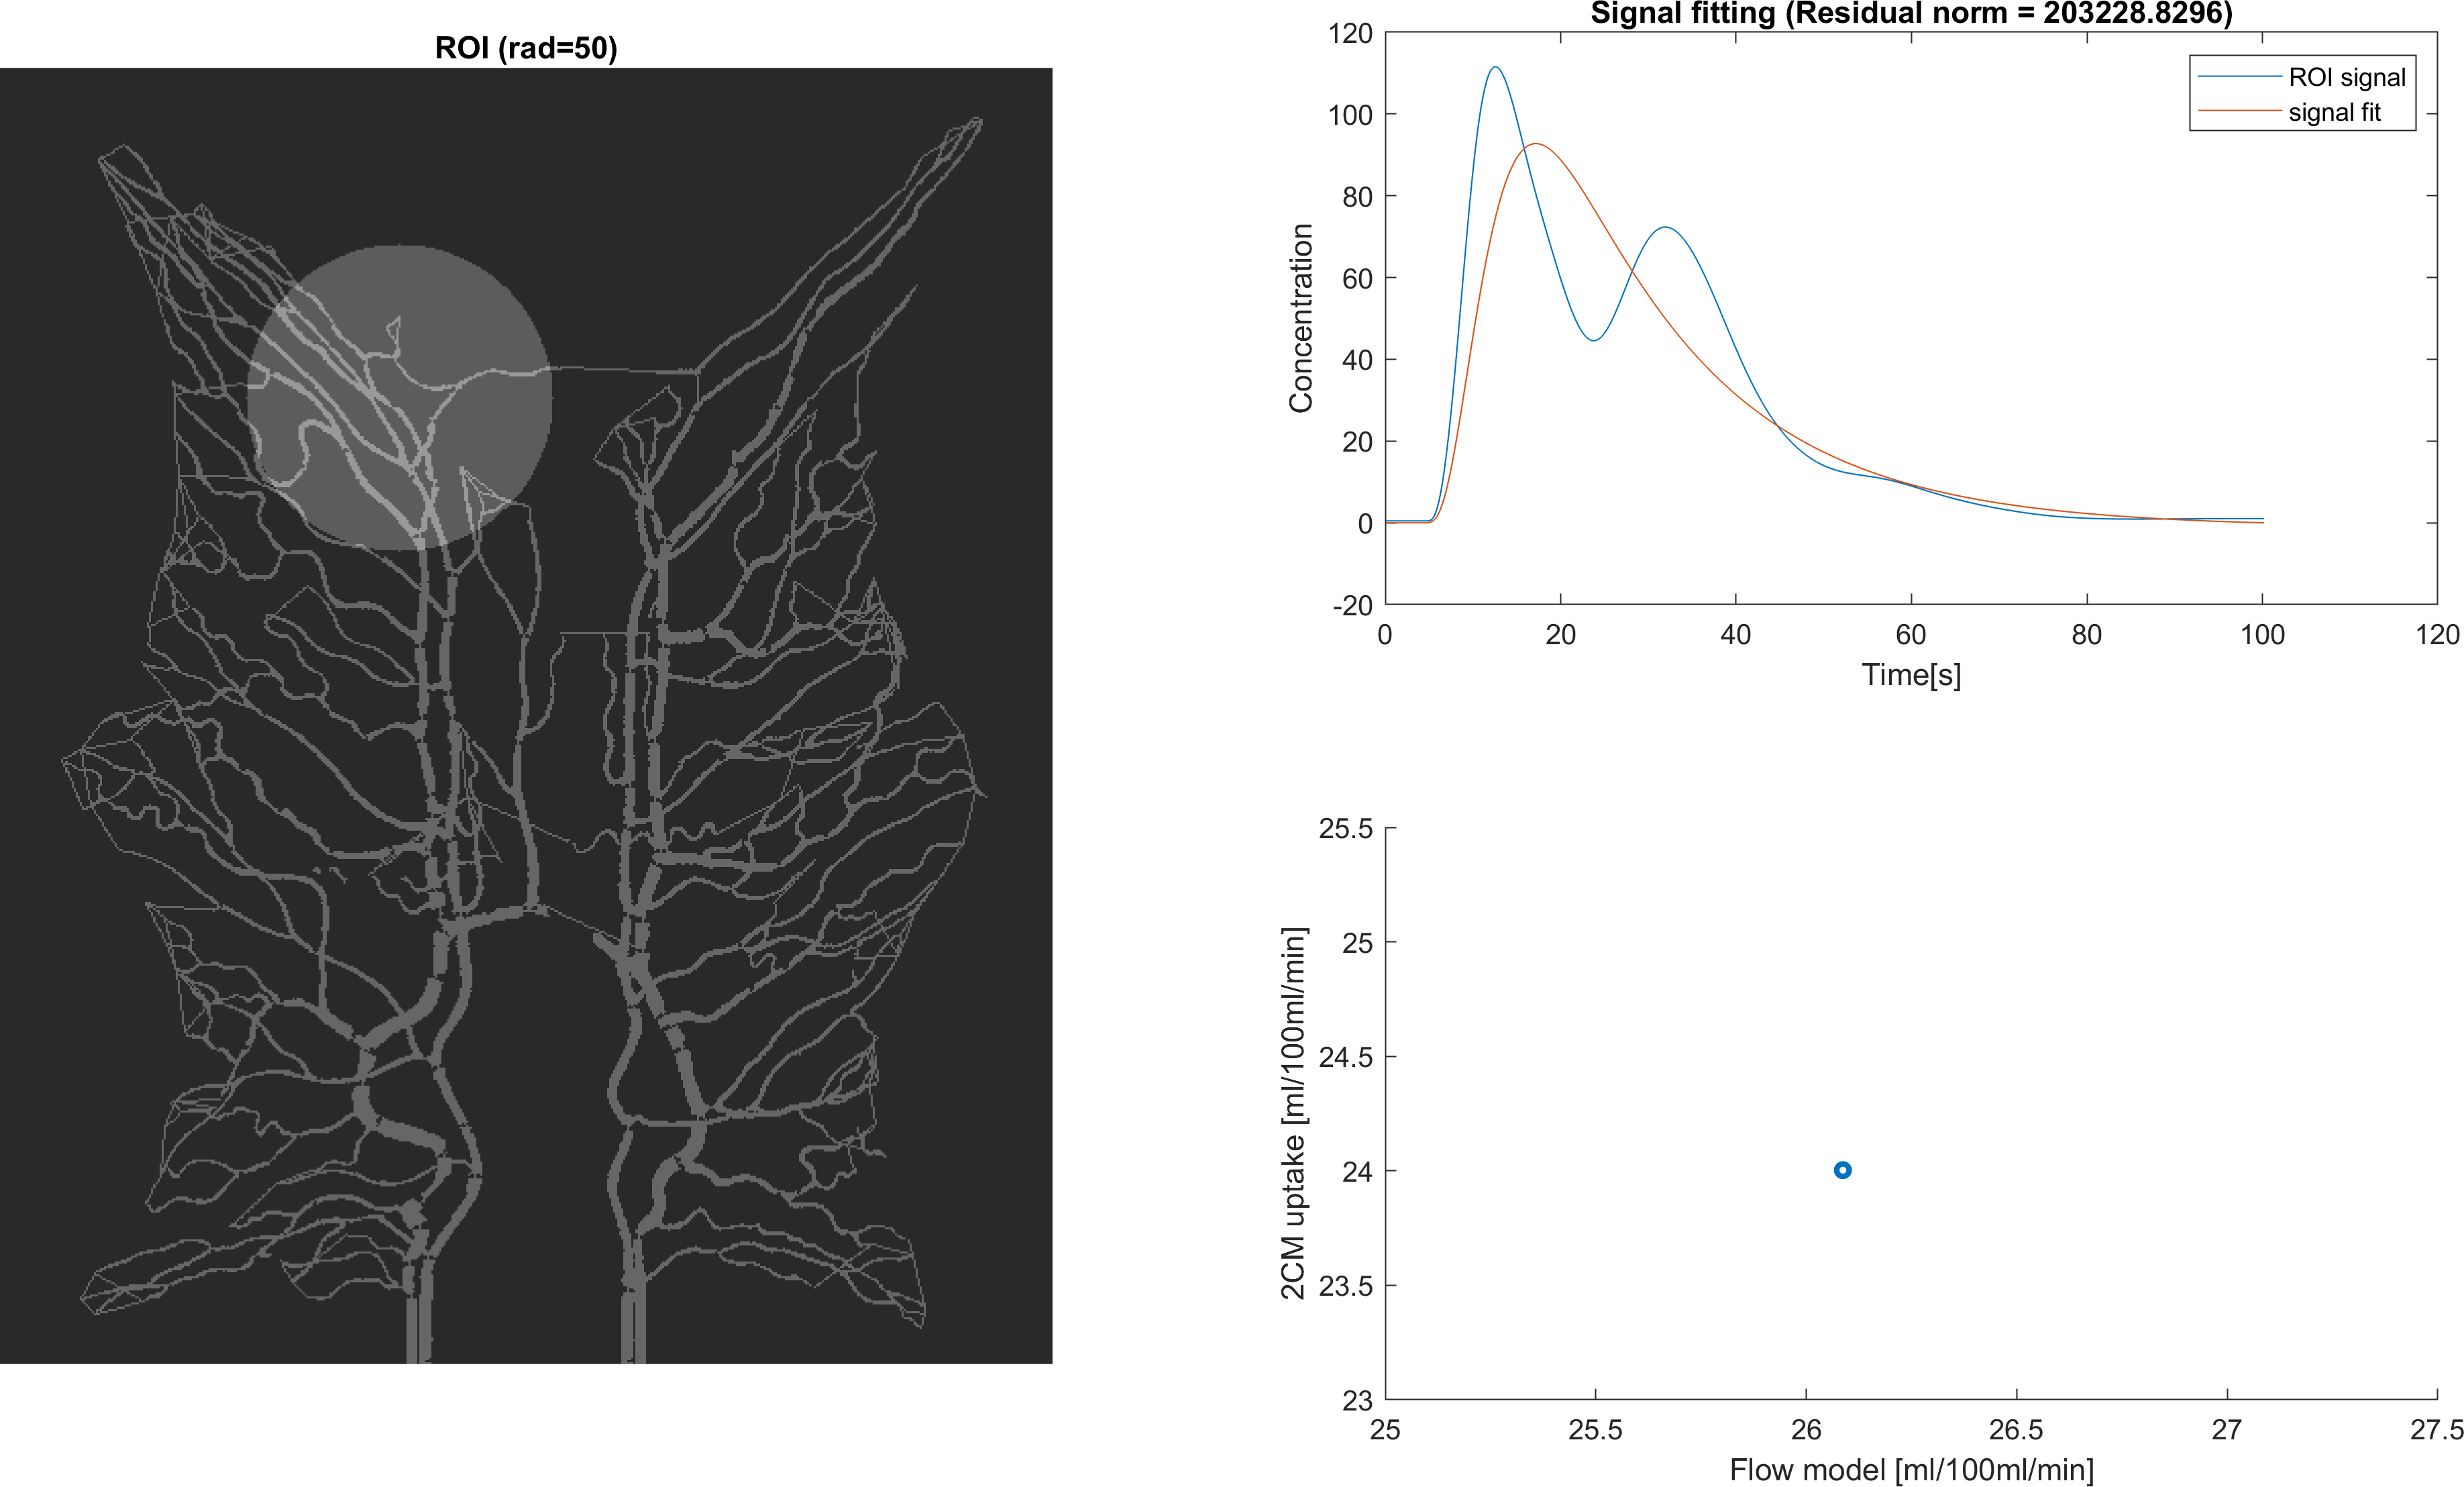 ROI (rad=50)
Signal fitting (Residual norm = 203228.8296)
120
100
80
60
40
20
0
-20
Concentration
ROI signal
signal fit
0 20 40 60 80 100 120
Time[s]
25.5
25
24.5
24
23.5
23
2CM uptake [ml/100ml/min]
25 25.5 26 26.5 27 27.5
Flow model [ml/100ml/min]